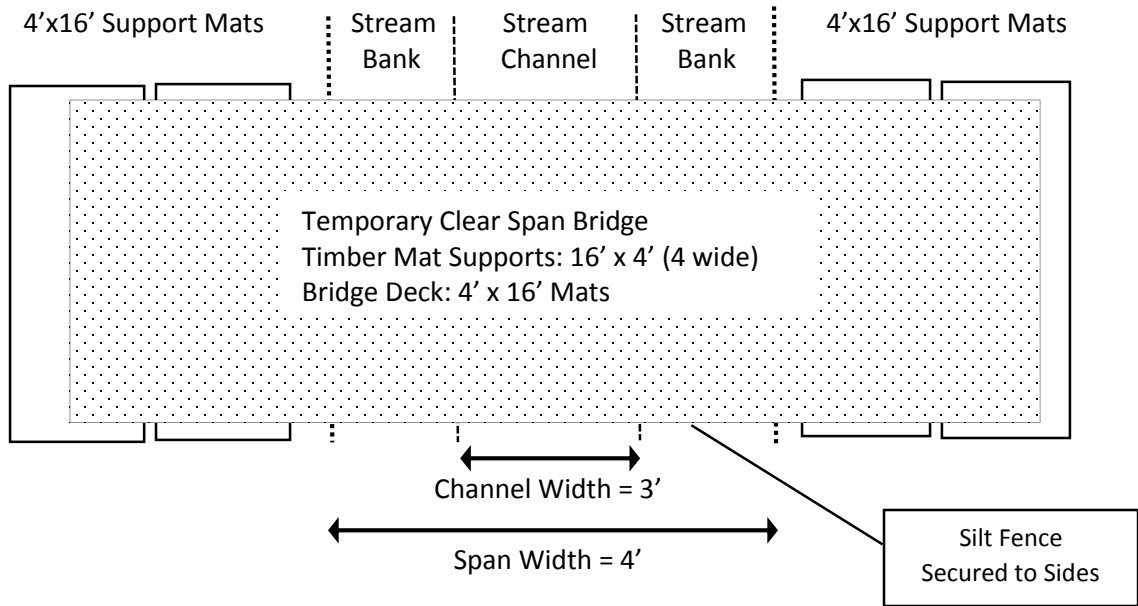 4’x16’ Support Mats
Stream
Bank
Stream
Channel
Stream
Bank
4’x16’ Support Mats
Temporary Clear Span Bridge
Timber Mat Supports: 16’ x 4’ (4 wide)
Bridge Deck: 4’ x 16’ Mats
Channel Width = 3’
Span Width = 4’
Silt Fence
Secured to Sides